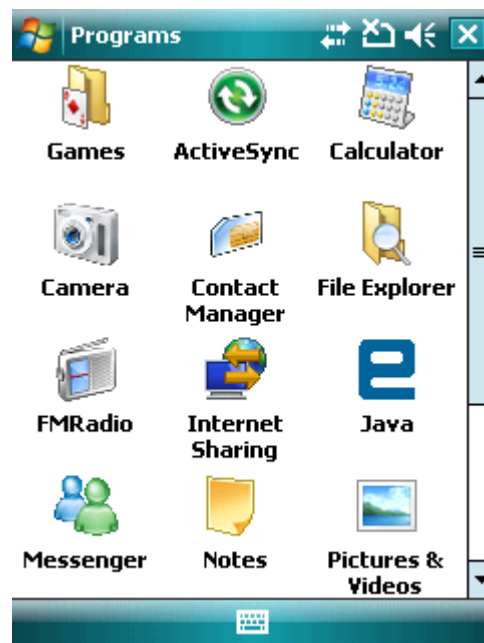 Programs
Games
ActiveSync
Calculator
Camera
Contact
Manager
File Explorer
FMRadio
Internet
Sharing
Java
Messenger
Notes
Pictures &
Videos